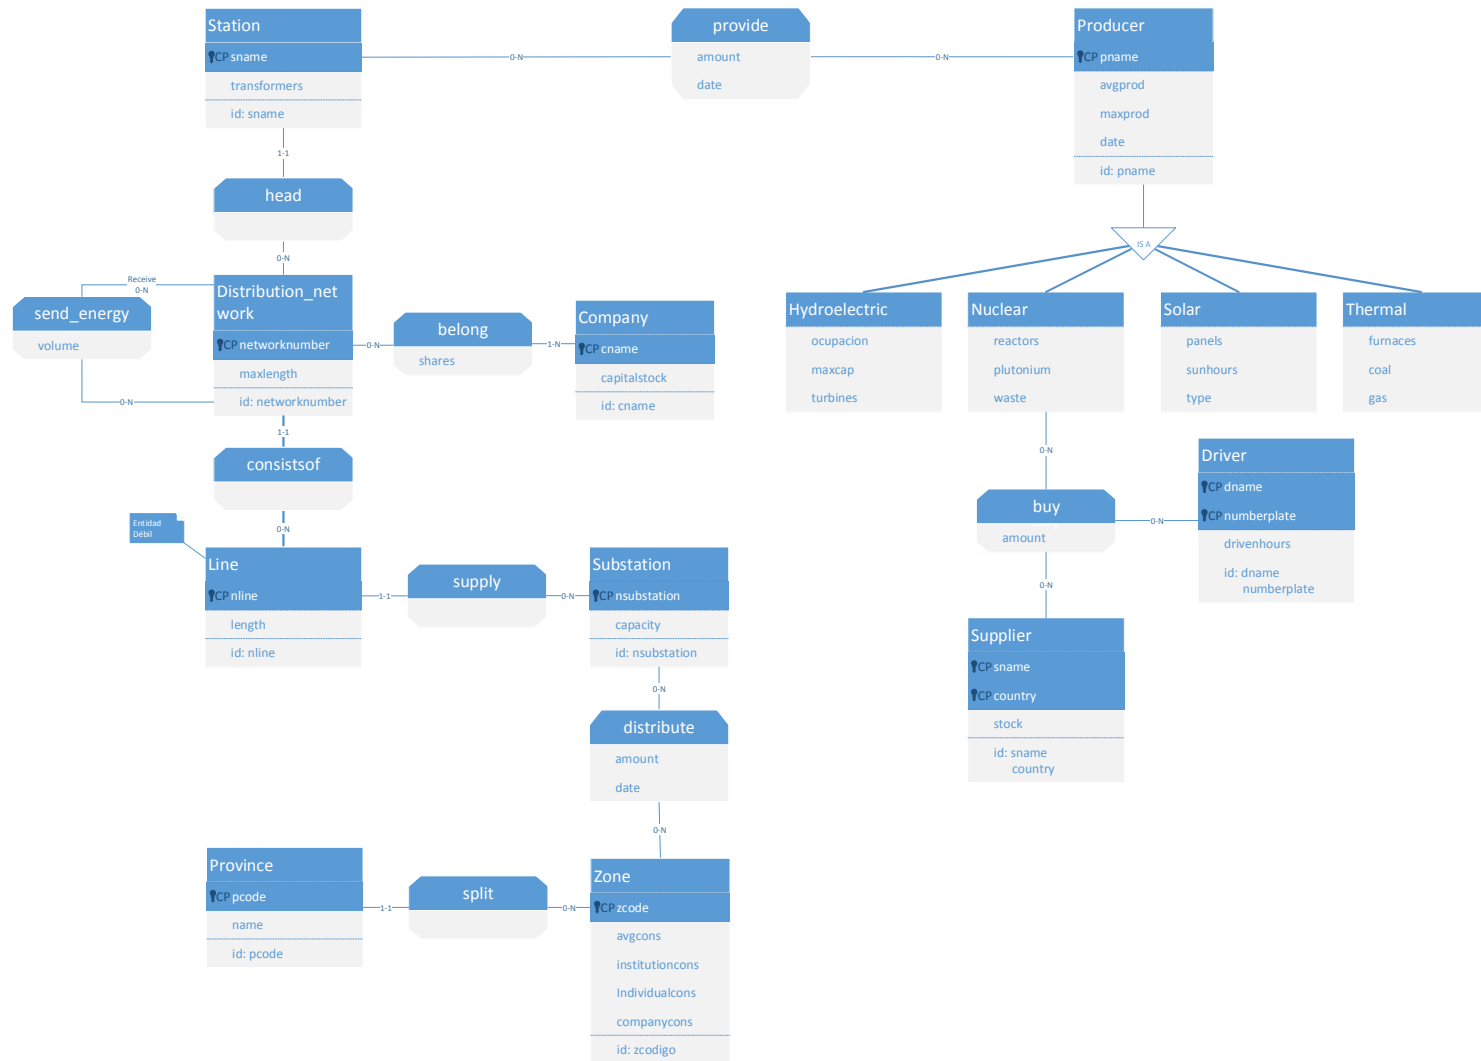 Station
CP sname
transformers
id: sname
0-N
provide
amount
date
0-N
Producer
CP pname
avgprod
maxprod
date
id: pname
1-1
head
0-N
IS A
Receive
0-N
send_energy
volume
0-N
Distribution_net
work
CP networknumber
maxlength
id: networknumber
0-N
belong
shares
1-N
Company
CP cname
capitalstock
id: cname
Hydroelectric
ocupacion
maxcap
turbines
Nuclear
reactors
plutonium
waste
Solar
panels
sunhours
type
Thermal
furnaces
coal
gas
1-1
consistsof
0-N
0-N
buy
amount
0-N
Driver
CP dname
CP numberplate
drivenhours
id: dname
numberplate
0-N
Entidad
Débil
Line
CP nline
length
id: nline
1-1
supply
0-N
Substation
CP nsubstation
capacity
id: nsubstation
Supplier
CP sname
CP country
stock
id: sname
country
0-N
distribute
amount
date
0-N
Province
CP pcode
name
id: pcode
1-1
split
0-N
Zone
CP zcode
avgcons
institutioncons
Individualcons
companycons
id: zcodigo